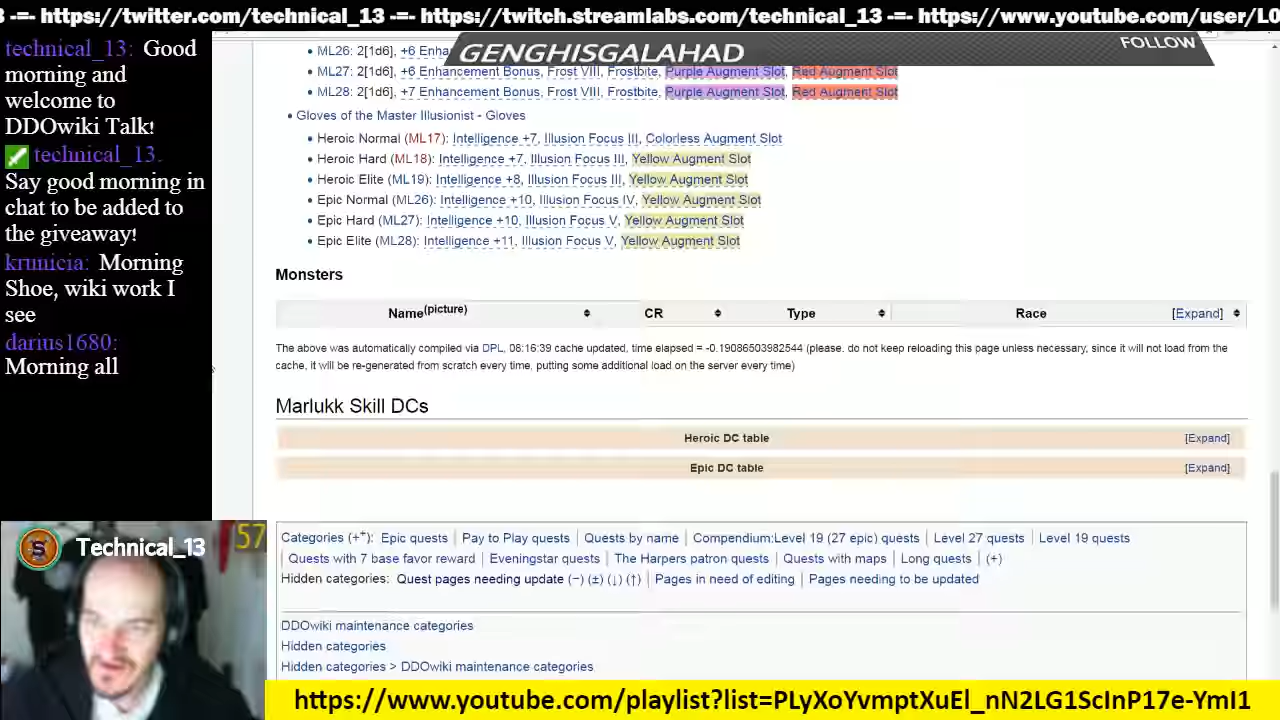 3 -=- https://twitter.com/technical_13 -=- https://twitch.streamlabs.com/technical_13 -=- https://www.youtube.com/user/L0
GENGHISGALAHAD
FOLLOW
technical_13: Good
morning and
welcome to
DDOwiki Talk!
technical_13.
Say good morning in
chat to be added to
the giveaway!
krunicia: Morning
Shoe, wiki work I
see
darius1680:
Morning all
ML26: 2[1d6], +6 Enha
ML27: 2[1d6], +6 Enhancement Bonus, Frost VIII, Frostbite, Purple Augment Slot, Red Augment Slot
ML28: 2[1d6], +7 Enhancement Bonus, Frost VIII, Frostbite, Purple Augment Slot, Red Augment Slot
Gloves of the Master Illusionist - Gloves
Heroic Normal (ML17): Intelligence +7, Illusion Focus III, Colorless Augment Slot
Heroic Hard (ML18): Intelligence +7, Illusion Focus III, Yellow Augment Slot
Heroic Elite (ML19): Intelligence +8, Illusion Focus III, Yellow Augment Slot
Epic Normal (ML26): Intelligence +10, Illusion Focus IV, Yellow Augment Slot
Epic Hard (ML27): Intelligence +10, Illusion Focus V, Yellow Augment Slot
Epic Elite (ML28): Intelligence +11, Illusion Focus V, Yellow Augment Slot
Monsters
Name(picture) CR Type Race [Expand]
The above was automatically compiled via DPL, 08:16:39 cache updated, time elapsed = -0.19086503982544 (please. do not keep reloading this page unless necessary, since it will not load from the
cache, it will be re-generated from scratch every time, putting some additional load on the server every time)
Marlukk Skill DCs
Heroic DC table [Expand]
Epic DC table [Expand]
Categories (+⁺): Epic quests | Pay to Play quests | Quests by name | Compendium:Level 19 (27 epic) quests | Level 27 quests | Level 19 quests
| Quests with 7 base favor reward | Eveningstar quests | The Harpers patron quests | Quests with maps | Long quests | (+)
Hidden categories: Quest pages needing update (−) (±) (↓) (↑) | Pages in need of editing | Pages needing to be updated
DDOwiki maintenance categories
Hidden categories
Hidden categories > DDOwiki maintenance categories
57
Technical_13
https://www.youtube.com/playlist?list=PLyXoYvmptXuEl_nN2LG1ScInP17e-YmI1